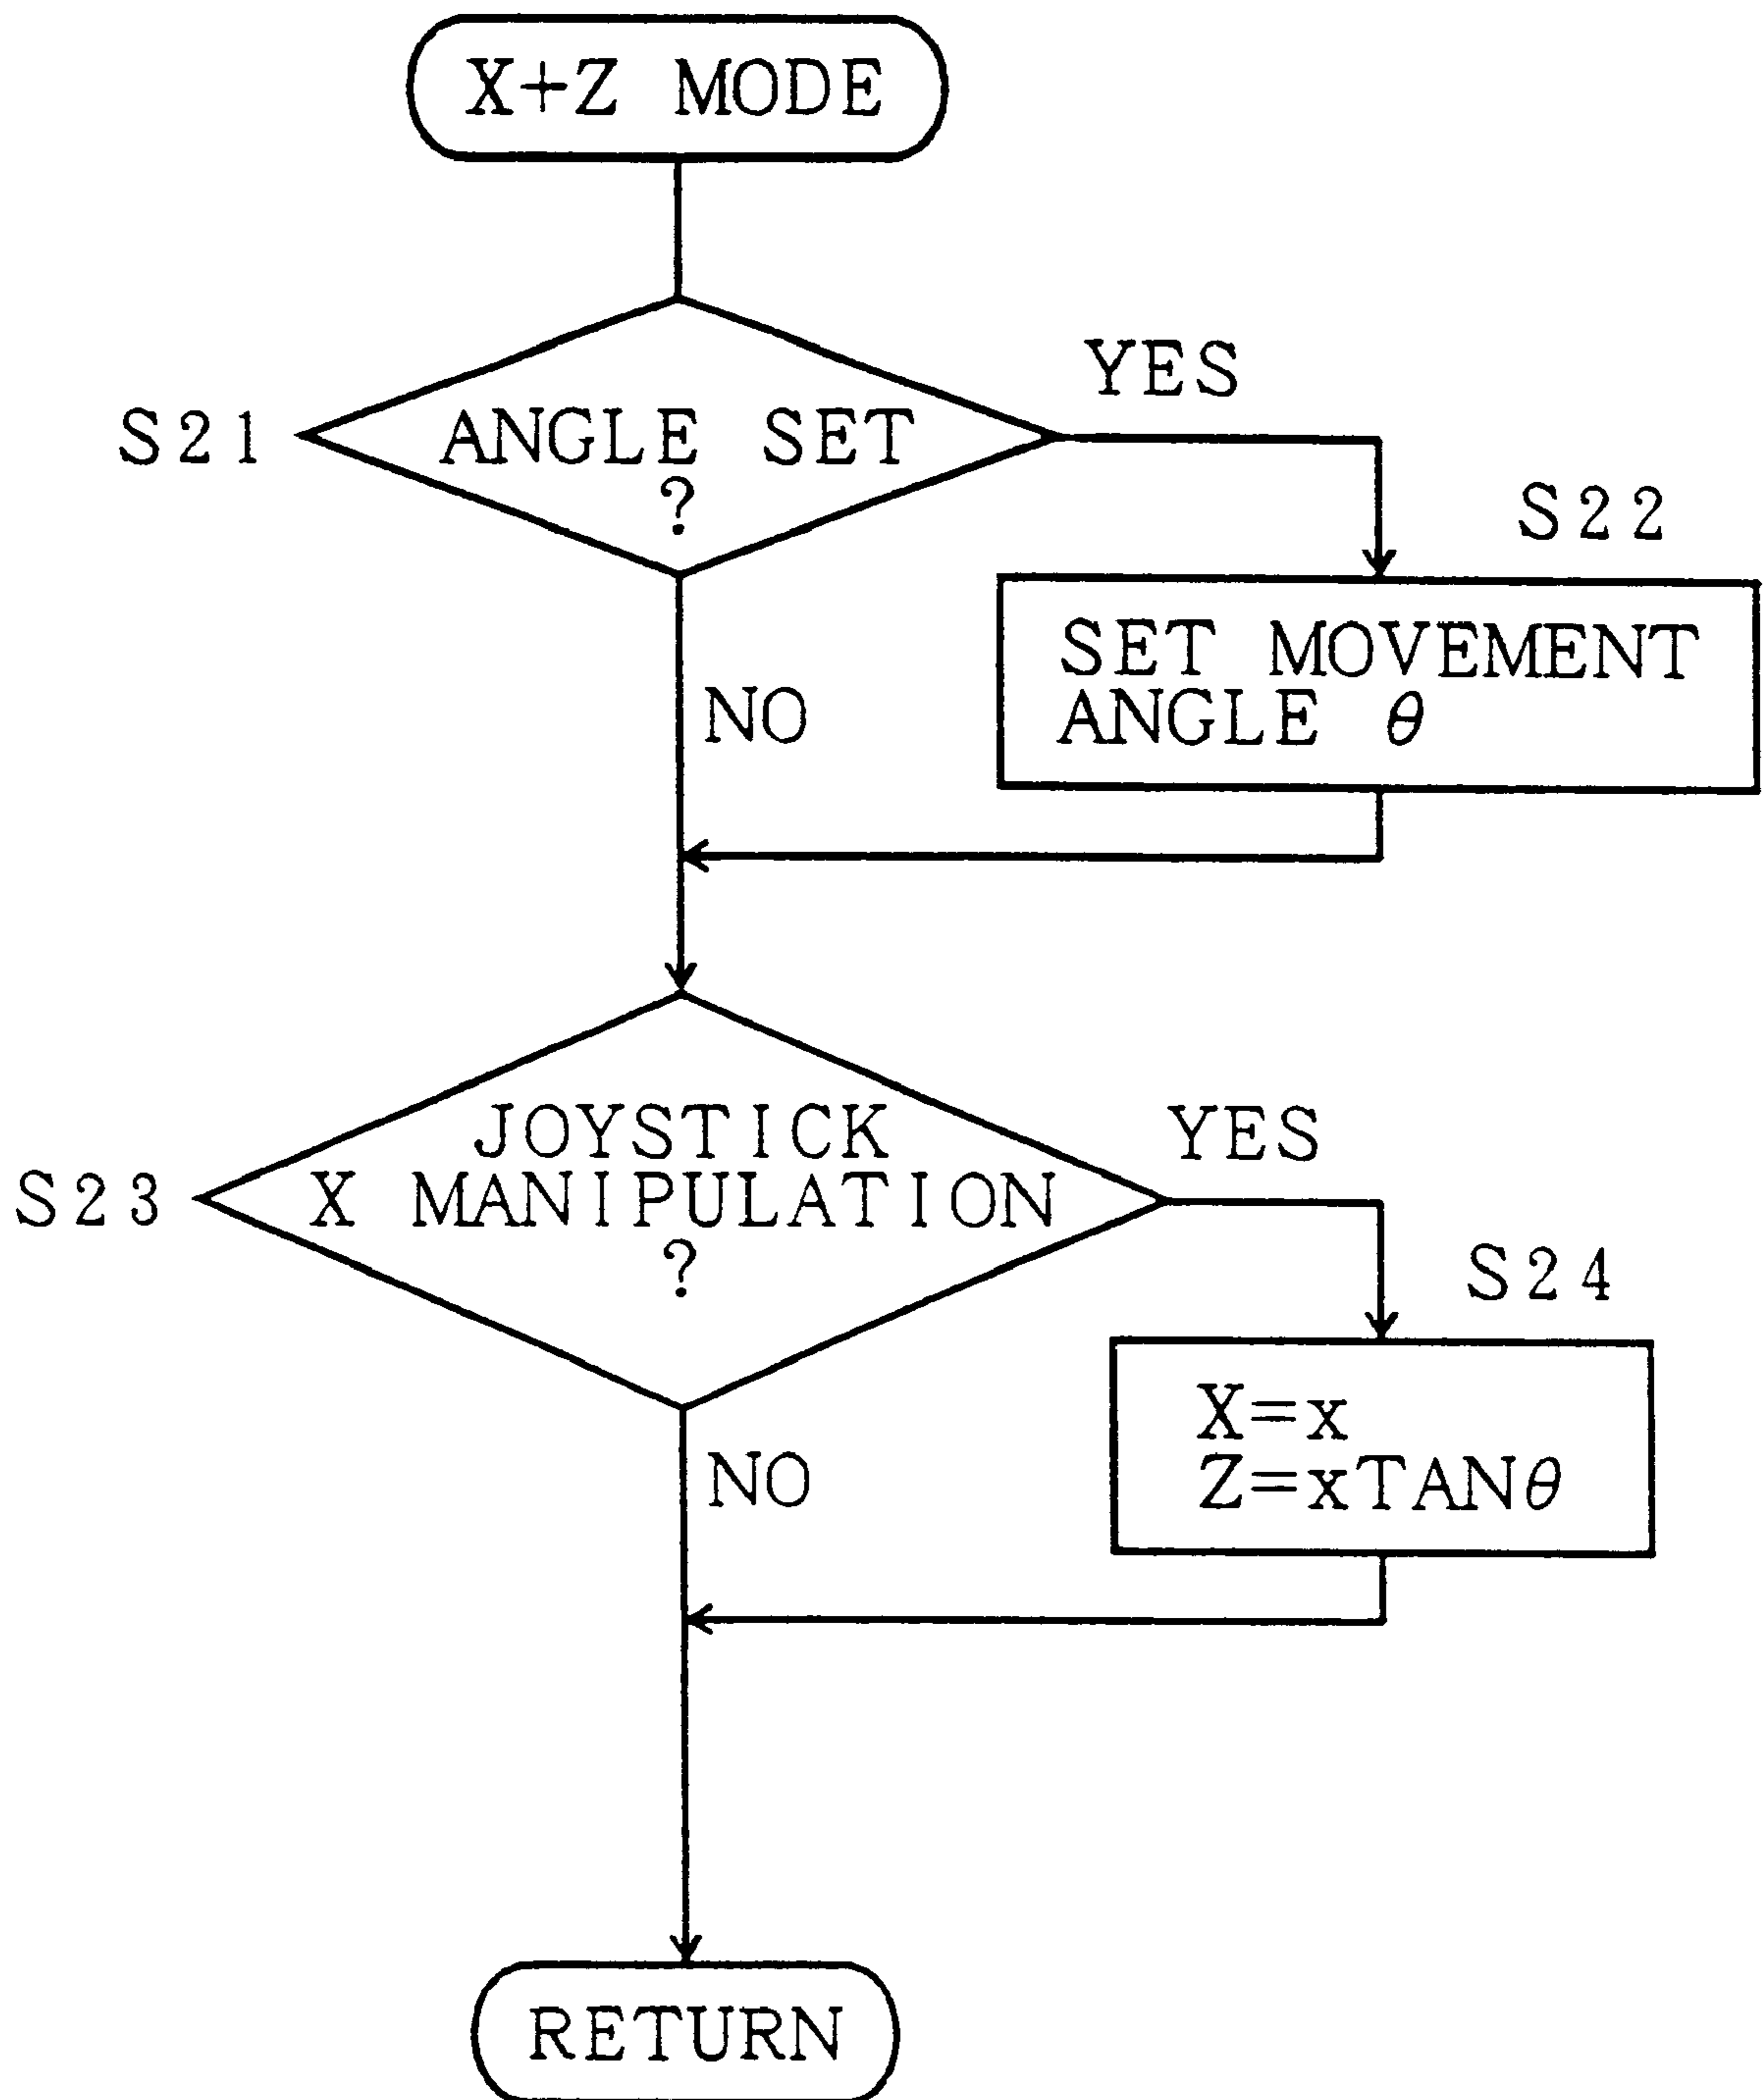 X+Z MODE
YES
S21
ANGLE SET
?
S22
SET MOVEMENT
ANGLE θ
NO
JOYSTICK
YES
S23
X MANIPULATION
?
S24
X=x
Z=xTANθ
NO
RETURN